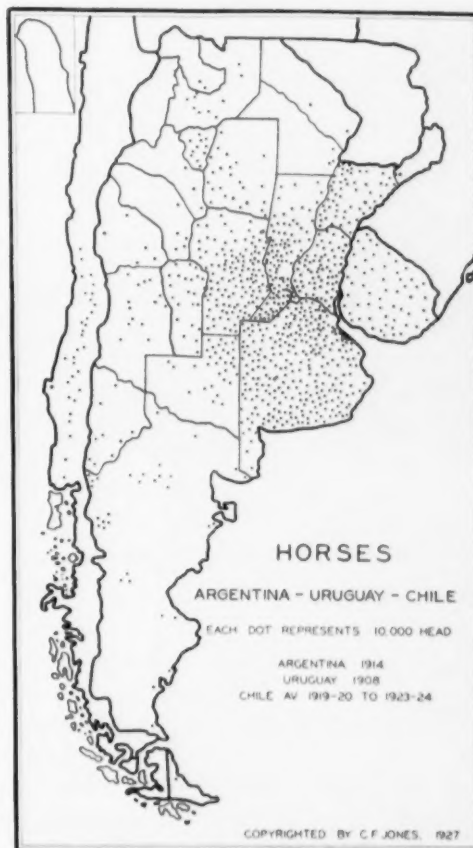 HORSES
ARGENTINA - URUGUAY - CHILE
EACH DOT REPRESENTS 10,000 HEAD
ARGENTINA 1914
URUGUAY 1908
CHILE AV 1919-20 TO 1923-24
COPYRIGHTED BY C.F. JONES, 1927